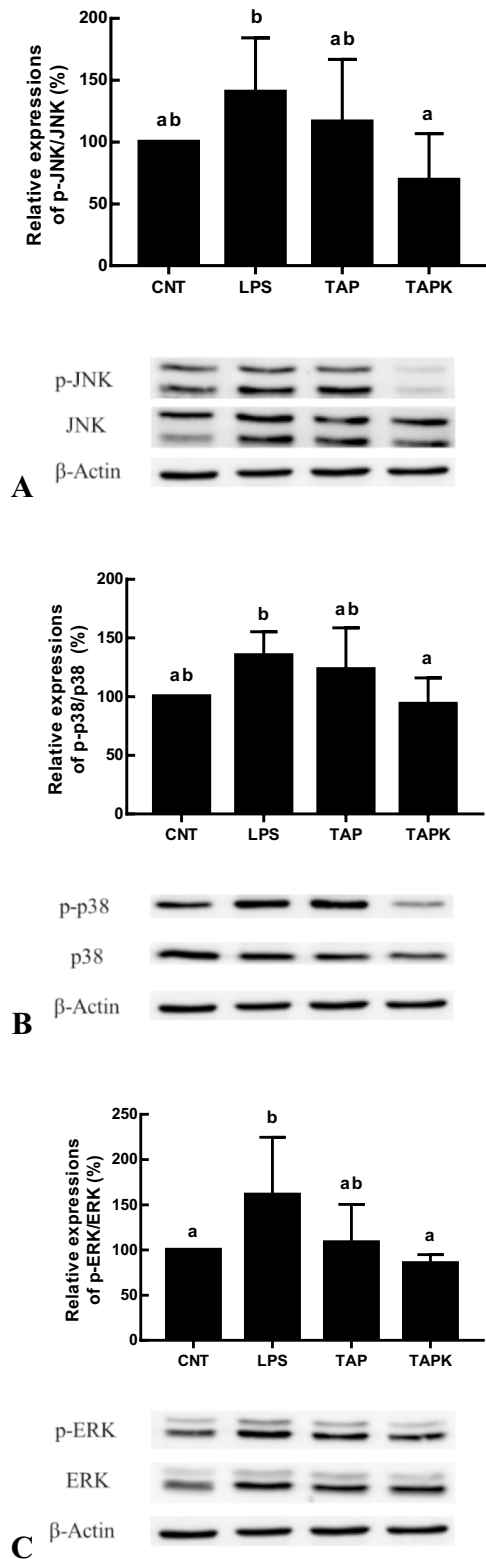 Relative expressions
of p-JNK/JNK (%)
200
150
100
50
0
ab
b
ab
a
CNT LPS TAP TAPK
p-JNK
JNK
β-Actin
A
Relative expressions
of p-p38/p38 (%)
200
150
100
50
0
ab
b
ab
a
CNT LPS TAP TAPK
p-p38
p38
β-Actin
B
Relative expressions
of p-ERK/ERK (%)
250
200
150
100
50
0
a
b
ab
a
CNT LPS TAP TAPK
p-ERK
ERK
β-Actin
C